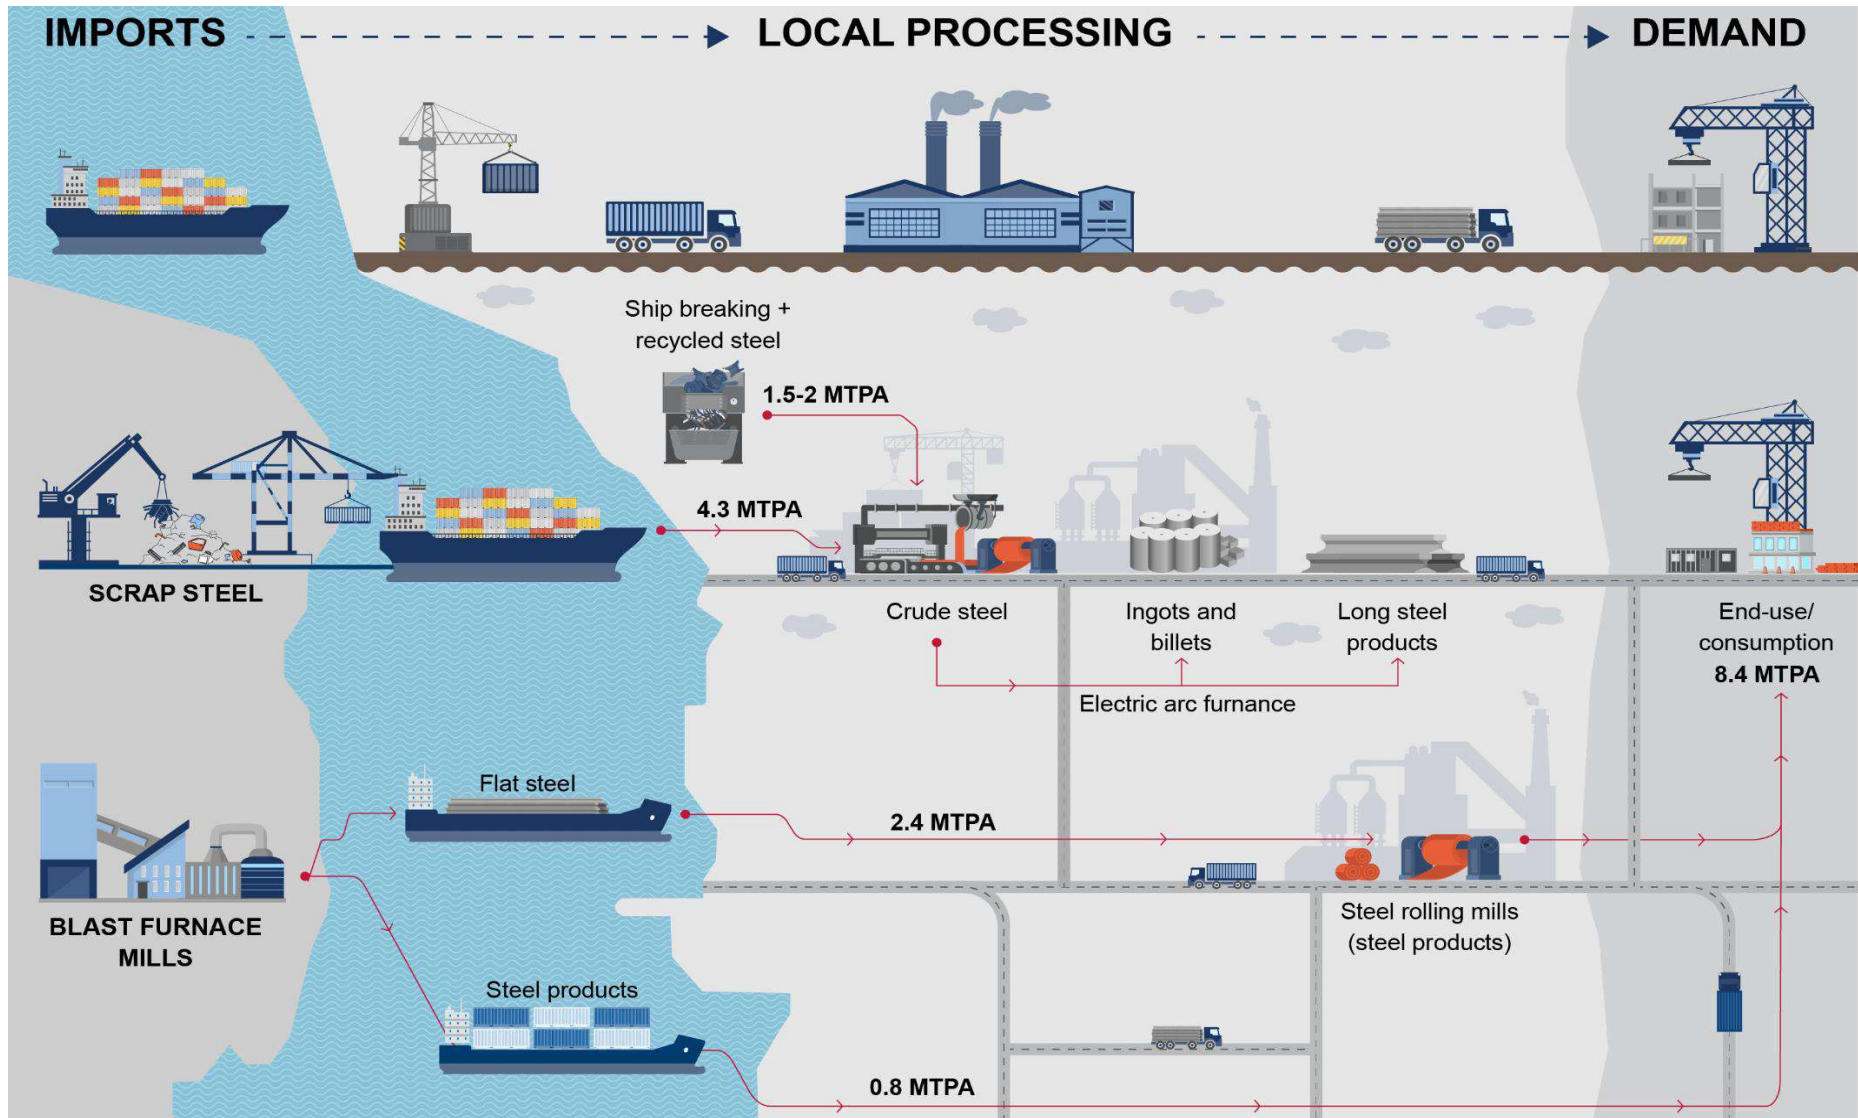 IMPORTS
LOCAL PROCESSING
DEMAND
Ship breaking +
recycled steel
1.5-2 MTPA
4.3 MTPA
SCRAP STEEL
Crude steel
Ingots and
billets
Long steel
products
End-use/
consumption
8.4 MTPA
Electric arc furnance
Flat steel
2.4 MTPA
BLAST FURNACE
MILLS
Steel rolling mills
(steel products)
Steel products
0.8 MTPA